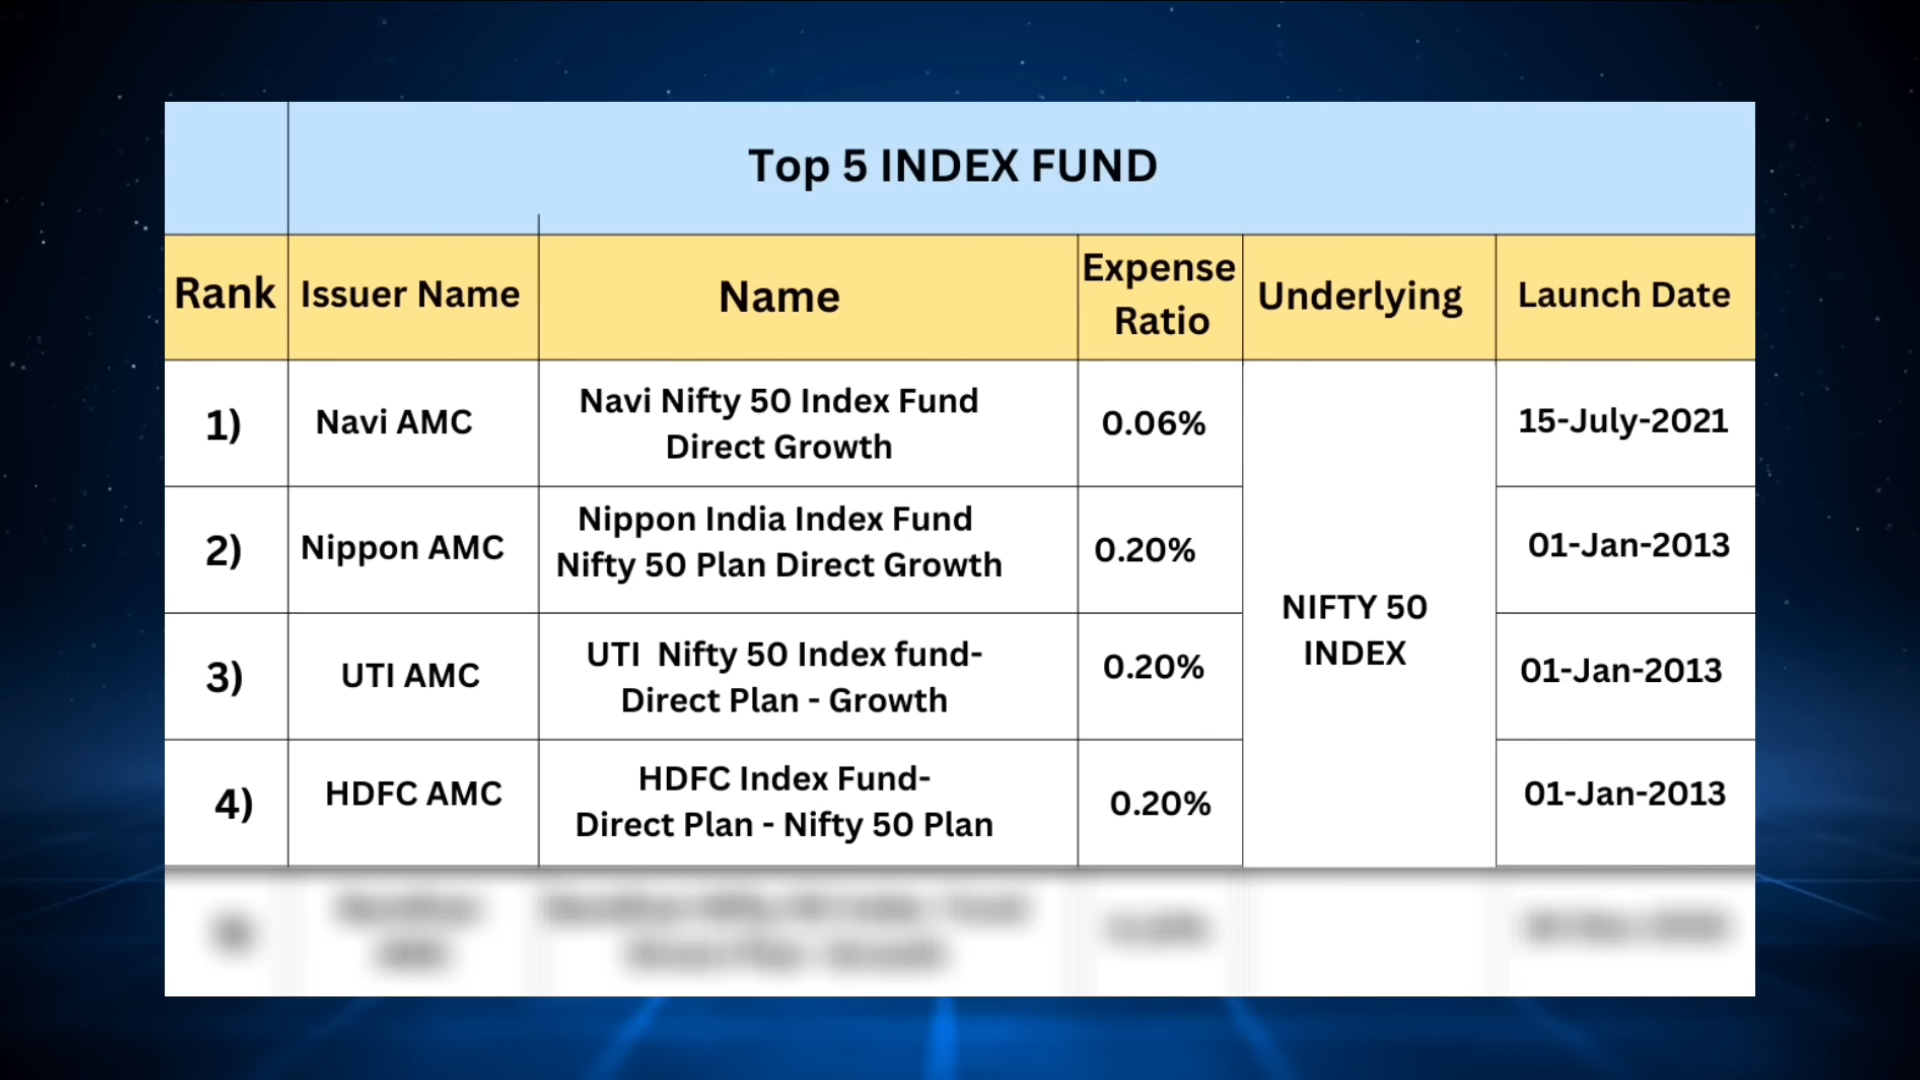 Top 5 INDEX FUND
Rank
Issuer Name
Name
Expense
Ratio
Underlying
Launch Date
1)
Navi AMC
Navi Nifty 50 Index Fund
Direct Growth
0.06%
15-July-2021
2)
Nippon AMC
Nippon India Index Fund
Nifty 50 Plan Direct Growth
0.20%
01-Jan-2013
NIFTY 50
INDEX
3)
UTI AMC
UTI  Nifty 50 Index fund-
Direct Plan - Growth
0.20%
01-Jan-2013
4)
HDFC AMC
HDFC Index Fund-
Direct Plan - Nifty 50 Plan
0.20%
01-Jan-2013